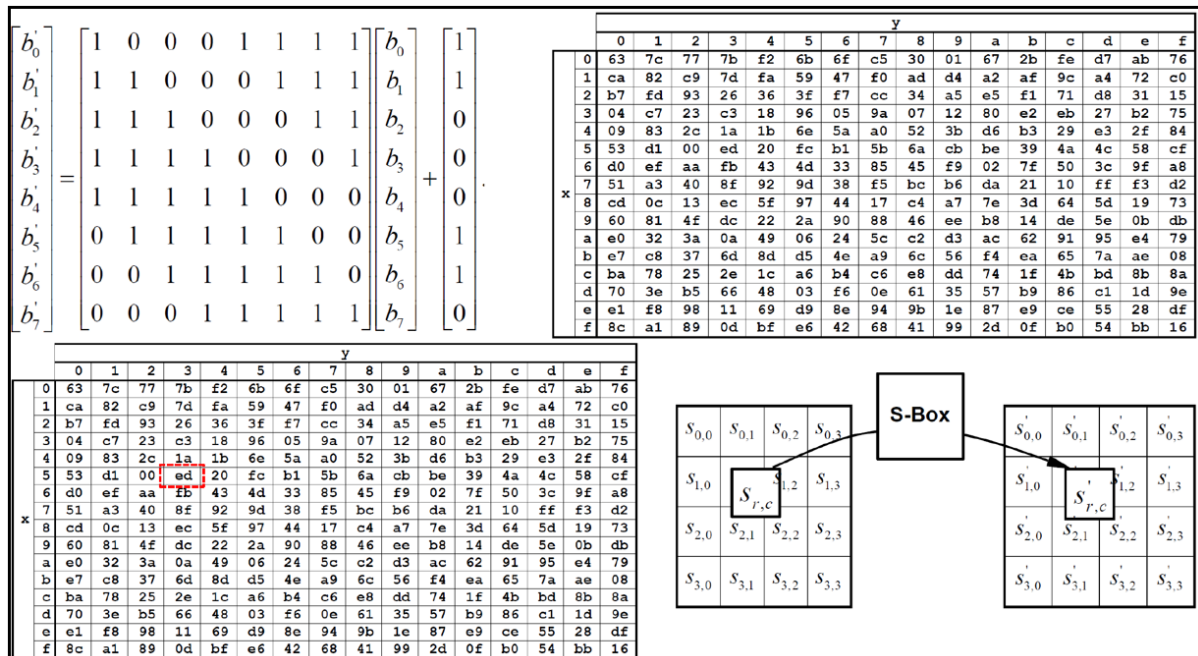 b'₀ 1 0 0 0 1 1 1 1 b₀ 1
b'₁ 1 1 0 0 0 1 1 1 b₁ 1
b'₂ 1 1 1 0 0 0 1 1 b₂ 0
b'₃ 1 1 1 1 0 0 0 1 b₃ 0
= + .
b'₄ 1 1 1 1 1 0 0 0 b₄ 0
b'₅ 0 1 1 1 1 1 0 0 b₅ 1
b'₆ 0 0 1 1 1 1 1 0 b₆ 1
b'₇ 0 0 0 1 1 1 1 1 b₇ 0
y
0 1 2 3 4 5 6 7 8 9 a b c d e f
0 63 7c 77 7b f2 6b 6f c5 30 01 67 2b fe d7 ab 76
1 ca 82 c9 7d fa 59 47 f0 ad d4 a2 af 9c a4 72 c0
2 b7 fd 93 26 36 3f f7 cc 34 a5 e5 f1 71 d8 31 15
3 04 c7 23 c3 18 96 05 9a 07 12 80 e2 eb 27 b2 75
4 09 83 2c 1a 1b 6e 5a a0 52 3b d6 b3 29 e3 2f 84
5 53 d1 00 ed 20 fc b1 5b 6a cb be 39 4a 4c 58 cf
6 d0 ef aa fb 43 4d 33 85 45 f9 02 7f 50 3c 9f a8
7 51 a3 40 8f 92 9d 38 f5 bc b6 da 21 10 ff f3 d2
x
8 cd 0c 13 ec 5f 97 44 17 c4 a7 7e 3d 64 5d 19 73
9 60 81 4f dc 22 2a 90 88 46 ee b8 14 de 5e 0b db
a e0 32 3a 0a 49 06 24 5c c2 d3 ac 62 91 95 e4 79
b e7 c8 37 6d 8d d5 4e a9 6c 56 f4 ea 65 7a ae 08
c ba 78 25 2e 1c a6 b4 c6 e8 dd 74 1f 4b bd 8b 8a
d 70 3e b5 66 48 03 f6 0e 61 35 57 b9 86 c1 1d 9e
e e1 f8 98 11 69 d9 8e 94 9b 1e 87 e9 ce 55 28 df
f 8c a1 89 0d bf e6 42 68 41 99 2d 0f b0 54 bb 16
y
0 1 2 3 4 5 6 7 8 9 a b c d e f
0 63 7c 77 7b f2 6b 6f c5 30 01 67 2b fe d7 ab 76
1 ca 82 c9 7d fa 59 47 f0 ad d4 a2 af 9c a4 72 c0
2 b7 fd 93 26 36 3f f7 cc 34 a5 e5 f1 71 d8 31 15
3 04 c7 23 c3 18 96 05 9a 07 12 80 e2 eb 27 b2 75
4 09 83 2c 1a 1b 6e 5a a0 52 3b d6 b3 29 e3 2f 84
5 53 d1 00 ed 20 fc b1 5b 6a cb be 39 4a 4c 58 cf
6 d0 ef aa fb 43 4d 33 85 45 f9 02 7f 50 3c 9f a8
7 51 a3 40 8f 92 9d 38 f5 bc b6 da 21 10 ff f3 d2
x
8 cd 0c 13 ec 5f 97 44 17 c4 a7 7e 3d 64 5d 19 73
9 60 81 4f dc 22 2a 90 88 46 ee b8 14 de 5e 0b db
a e0 32 3a 0a 49 06 24 5c c2 d3 ac 62 91 95 e4 79
b e7 c8 37 6d 8d d5 4e a9 6c 56 f4 ea 65 7a ae 08
c ba 78 25 2e 1c a6 b4 c6 e8 dd 74 1f 4b bd 8b 8a
d 70 3e b5 66 48 03 f6 0e 61 35 57 b9 86 c1 1d 9e
e e1 f8 98 11 69 d9 8e 94 9b 1e 87 e9 ce 55 28 df
f 8c a1 89 0d bf e6 42 68 41 99 2d 0f b0 54 bb 16
S-Box
s₀,₀ s₀,₁ s₀,₂ s₀,₃
s₁,₀ s_r,c s₁,₂ s₁,₃
s₂,₀ s₂,₁ s₂,₂ s₂,₃
s₃,₀ s₃,₁ s₃,₂ s₃,₃
s'₀,₀ s'₀,₁ s'₀,₂ s'₀,₃
s'₁,₀ s'_r,c s'₁,₂ s'₁,₃
s'₂,₀ s'₂,₁ s'₂,₂ s'₂,₃
s'₃,₀ s'₃,₁ s'₃,₂ s'₃,₃